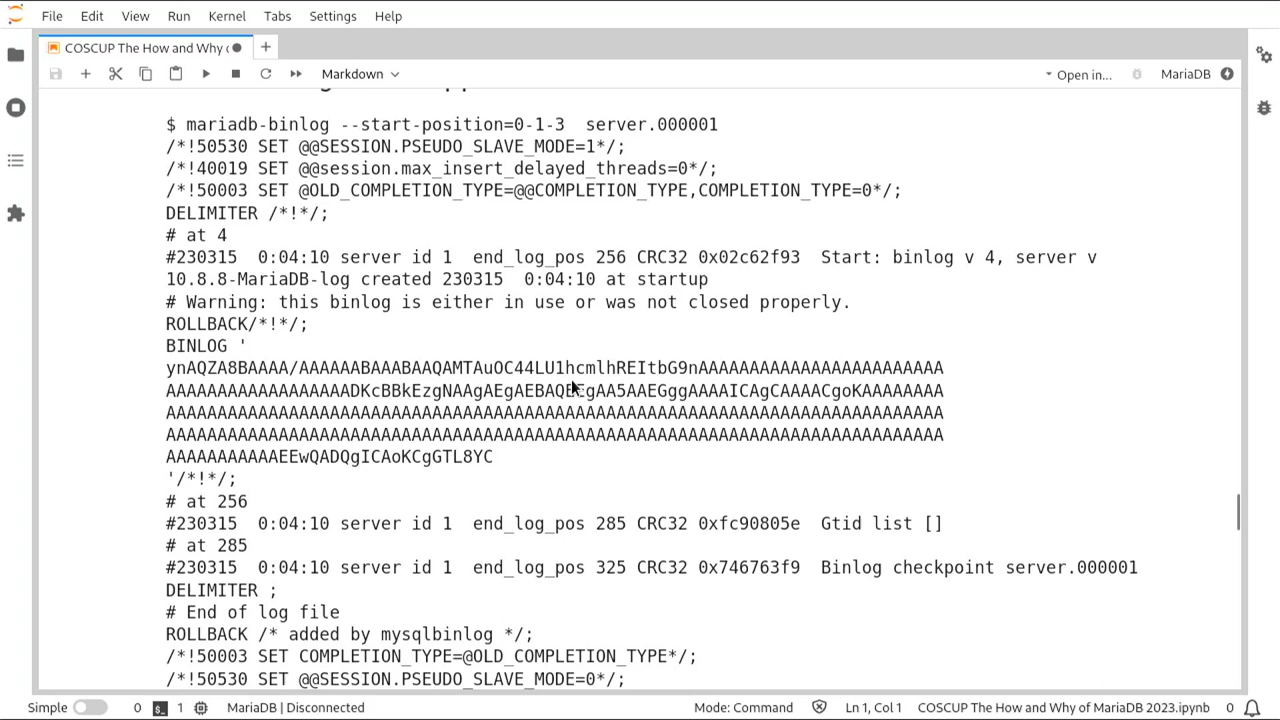 File Edit View Run Kernel Tabs Settings Help
COSCUP The How and Why
Markdown
Open in...
MariaDB
$ mariadb-binlog --start-position=0-1-3  server.000001
/*!50530 SET @@SESSION.PSEUDO_SLAVE_MODE=1*/;
/*!40019 SET @@session.max_insert_delayed_threads=0*/;
/*!50003 SET @OLD_COMPLETION_TYPE=@@COMPLETION_TYPE,COMPLETION_TYPE=0*/;
DELIMITER /*!*/;
# at 4
#230315  0:04:10 server id 1  end_log_pos 256 CRC32 0x02c62f93  Start: binlog v 4, server v
10.8.8-MariaDB-log created 230315  0:04:10 at startup
# Warning: this binlog is either in use or was not closed properly.
ROLLBACK/*!*/;
BINLOG '
ynAQZA8BAAAA/AAAAAABAAABAAQAMTAuOC44LU1hcmlhREItbG9nAAAAAAAAAAAAAAAAAAAAAAAA
AAAAAAAAAAAAAAAAAADKcBBkEzgNAAgAEgAEBAQEEgAA5AAEGggAAAAICAgCAAAACgoKAAAAAAAA
AAAAAAAAAAAAAAAAAAAAAAAAAAAAAAAAAAAAAAAAAAAAAAAAAAAAAAAAAAAAAAAAAAAAAAAAAAAA
AAAAAAAAAAAAAAAAAAAAAAAAAAAAAAAAAAAAAAAAAAAAAAAAAAAAAAAAAAAAAAAAAAAAAAAAAAAA
AAAAAAAAAAAEEwQADQgICAoKCgGTL8YC
'/*!*/;
# at 256
#230315  0:04:10 server id 1  end_log_pos 285 CRC32 0xfc90805e  Gtid list []
# at 285
#230315  0:04:10 server id 1  end_log_pos 325 CRC32 0x746763f9  Binlog checkpoint server.000001
DELIMITER ;
# End of log file
ROLLBACK /* added by mysqlbinlog */;
/*!50003 SET COMPLETION_TYPE=@OLD_COMPLETION_TYPE*/;
/*!50530 SET @@SESSION.PSEUDO_SLAVE_MODE=0*/;
Simple 0 1 MariaDB | Disconnected Mode: Command Ln 1, Col 1 COSCUP The How and Why of MariaDB 2023.ipynb 0